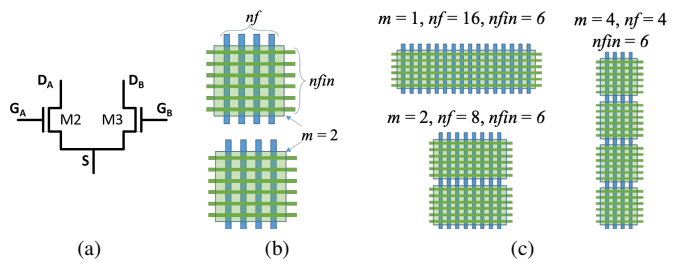 D_A
D_B
G_A
M2
M3
G_B
S
(a)
nf
nfin
m = 2
(b)
m = 1, nf = 16, nfin = 6
m = 2, nf = 8, nfin = 6
m = 4, nf = 4
nfin = 6
(c)